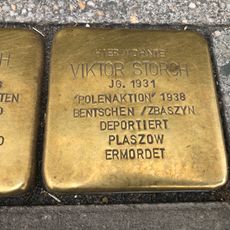 HIER WOHNTE
VIKTOR STORCH
JG. 1931
"POLENAKTION" 1938
BENTSCHEN / ZBASZYN
DEPORTIERT
PLASZOW
ERMORDET